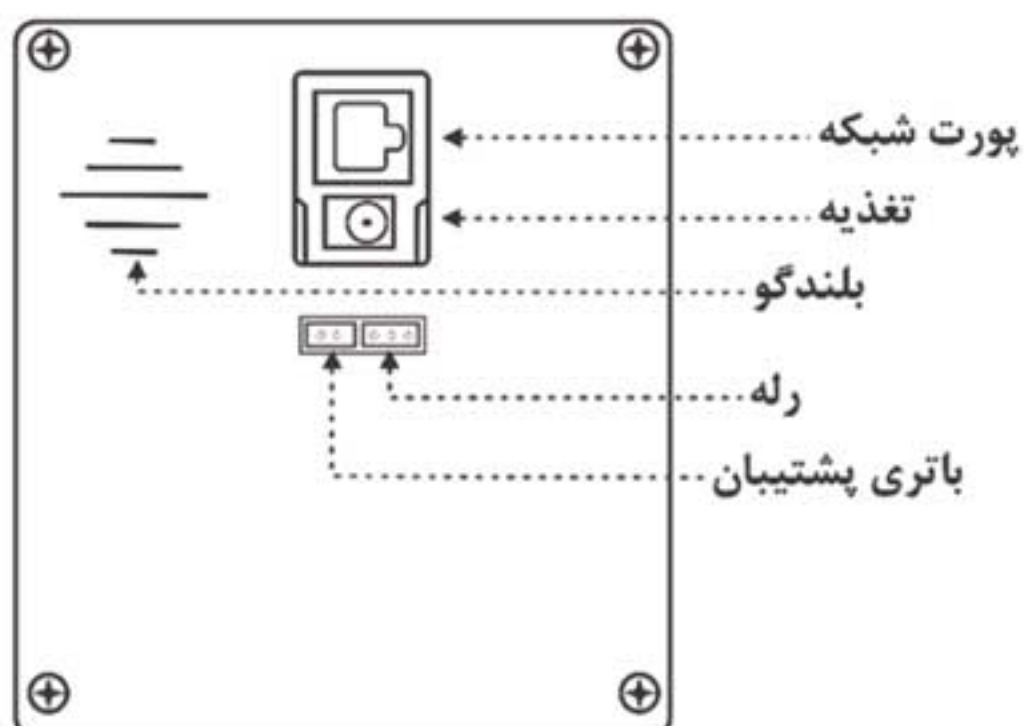 پورت شبکه
تغذیه
بلندگو
رله
باتری پشتیبان